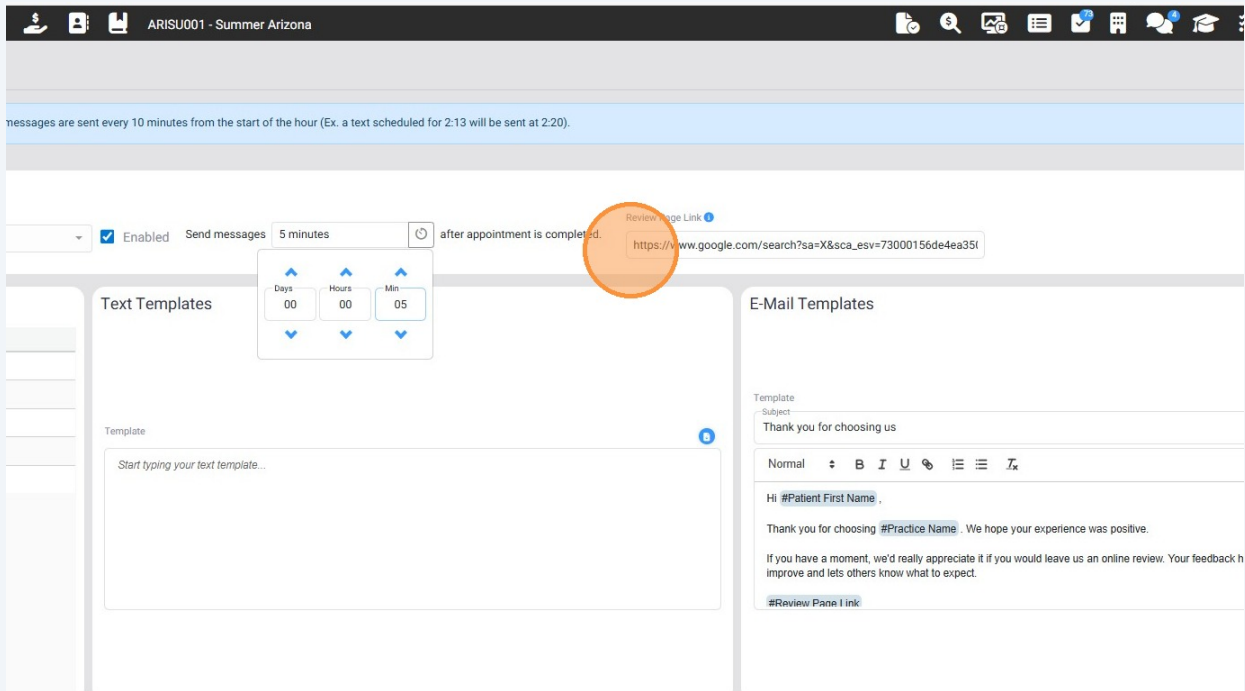 ARISU001 - Summer Arizona
73
4
messages are sent every 10 minutes from the start of the hour (Ex. a text scheduled for 2:13 will be sent at 2:20).
Review Page Link
Enabled Send messages 5 minutes after appointment is completed. https://www.google.com/search?sa=X&sca_esv=73000156de4ea350
Days Hours Min
00 00 05
Text Templates
E-Mail Templates
Template
Start typing your text template...
Template
Subject
Thank you for choosing us
Normal B I U
Hi #Patient First Name ,
Thank you for choosing #Practice Name . We hope your experience was positive.
If you have a moment, we'd really appreciate it if you would leave us an online review. Your feedback h
improve and lets others know what to expect.
#Review Page Link